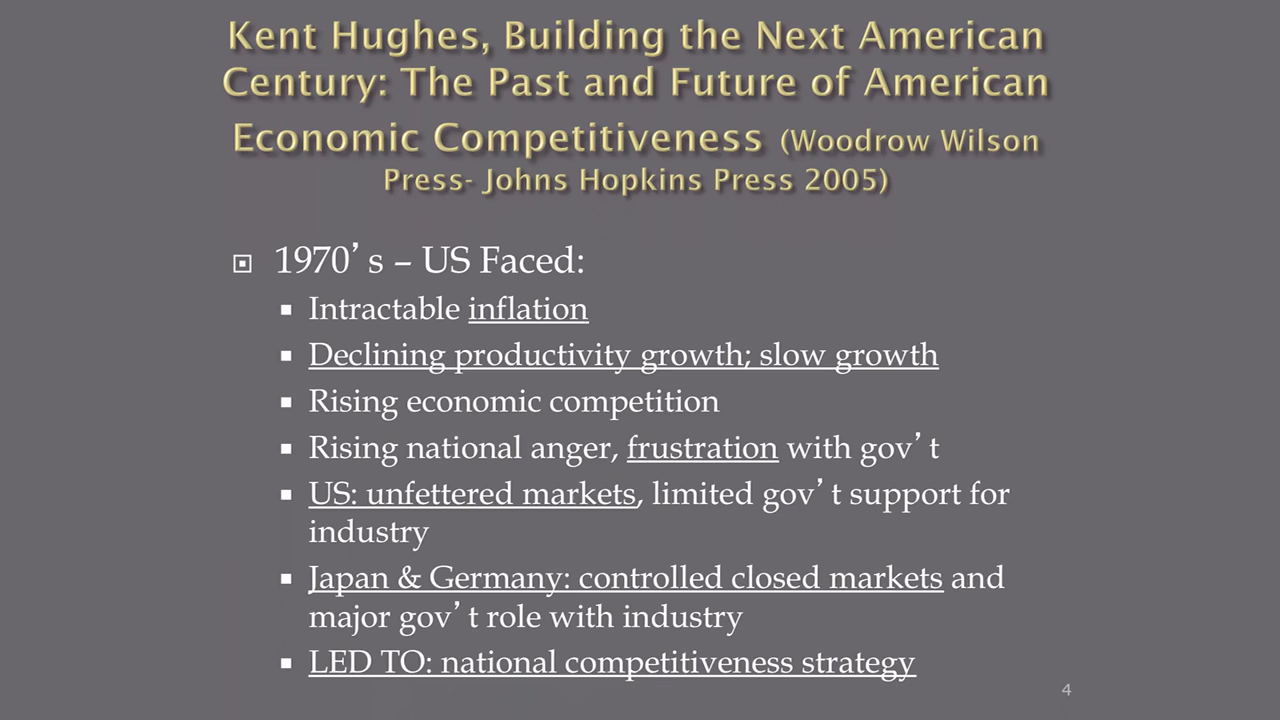 Kent Hughes, Building the Next American
Century: The Past and Future of American
Economic Competitiveness (Woodrow Wilson
Press- Johns Hopkins Press 2005)
1970’s – US Faced:
Intractable inflation
Declining productivity growth; slow growth
Rising economic competition
Rising national anger, frustration with gov’t
US: unfettered markets, limited gov’t support for
industry
Japan & Germany: controlled closed markets and
major gov’t role with industry
LED TO: national competitiveness strategy
4